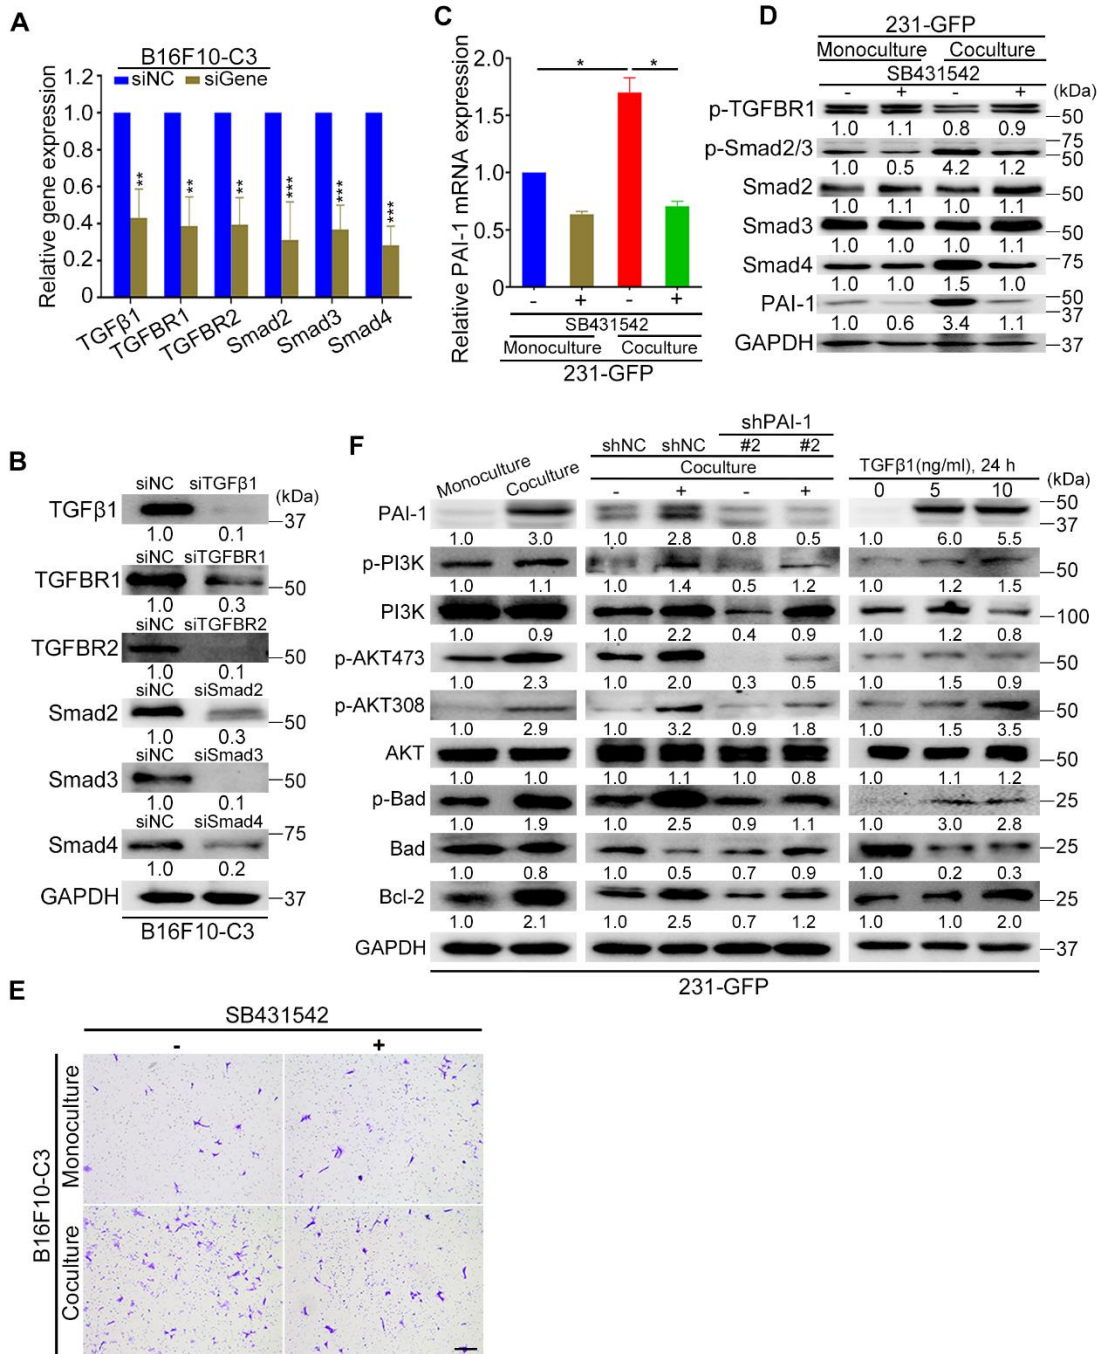 A
B16F10-C3
siNC siGene
Relative gene expression
1.2
1.0
0.8
0.6
0.4
0.2
0
** ** ** *** *** ***
TGFβ1 TGFBR1 TGFBR2 Smad2 Smad3 Smad4
C
Relative PAI-1 mRNA expression
2.0
1.5
1.0
0.5
0.0
* *
- + - +
SB431542
Monoculture Coculture
231-GFP
D
231-GFP
Monoculture Coculture
SB431542
- + - + (kDa)
p-TGFBR1 50
1.0 1.1 0.8 0.9
75
p-Smad2/3 50
1.0 0.5 4.2 1.2
Smad2 50
1.0 1.1 1.0 1.1
Smad3 50
1.0 1.0 1.0 1.1
Smad4 75
1.0 1.0 1.5 1.0
PAI-1 50
37
1.0 0.6 3.4 1.1
GAPDH 37
B
siNC siTGFβ1 (kDa)
TGFβ1 37
1.0 0.1
siNC siTGFBR1
TGFBR1 50
1.0 0.3
siNC siTGFBR2
TGFBR2 50
1.0 0.1
siNC siSmad2
Smad2 50
1.0 0.3
siNC siSmad3
Smad3 50
1.0 0.1
siNC siSmad4
75
Smad4
1.0 0.2
GAPDH 37
B16F10-C3
F
shPAI-1
Monoculture Coculture shNC shNC #2 #2
Coculture TGFβ1(ng/ml), 24 h
- + - + 0 5 10 (kDa)
PAI-1 50
37
1.0 3.0 1.0 2.8 0.8 0.5 1.0 6.0 5.5
p-PI3K 50
1.0 1.1 1.0 1.4 0.5 1.2 1.0 1.2 1.5
PI3K 100
1.0 0.9 1.0 2.2 0.4 0.9 1.0 1.2 0.8
p-AKT473 50
1.0 2.3 1.0 2.0 0.3 0.5 1.0 1.5 0.9
p-AKT308 50
1.0 2.9 1.0 3.2 0.9 1.8 1.0 1.5 3.5
AKT 50
1.0 1.0 1.0 1.1 1.0 0.8 1.0 1.1 1.2
p-Bad 25
1.0 1.9 1.0 2.5 0.9 1.1 1.0 3.0 2.8
Bad 25
1.0 0.8 1.0 0.5 0.7 0.9 1.0 0.2 0.3
Bcl-2 25
1.0 2.1 1.0 2.5 0.7 1.2 1.0 1.0 2.0
GAPDH 37
231-GFP
E
SB431542
- +
B16F10-C3
Monoculture
Coculture